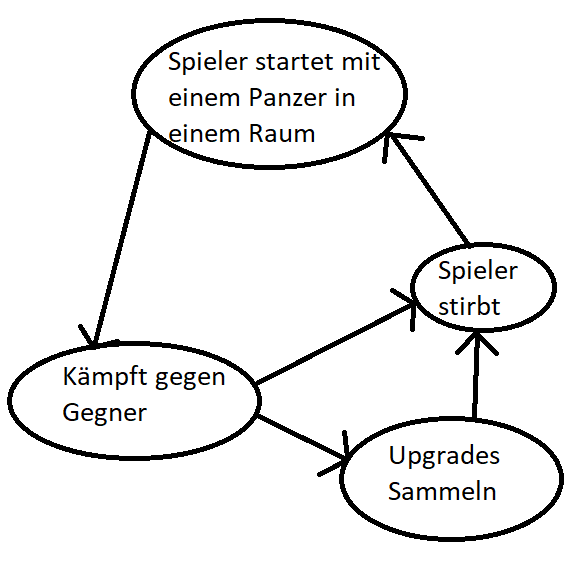 Spieler startet mit
einem Panzer in
einem Raum
Spieler
stirbt
Kämpft gegen
Gegner
Upgrades
Sammeln